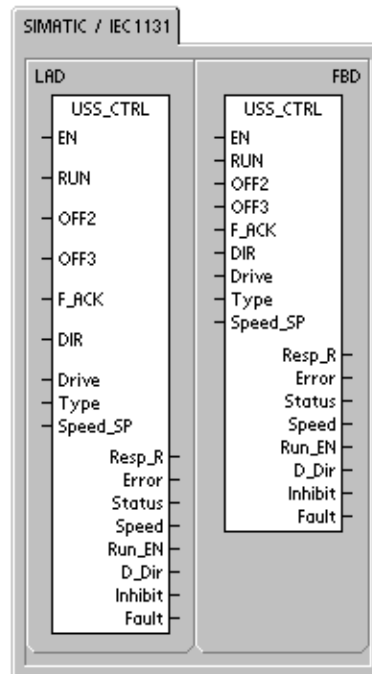 SIMATIC / IEC1131
LAD
USS_CTRL
EN
RUN
OFF2
OFF3
F_ACK
DIR
Drive
Type
Speed_SP
Resp_R
Error
Status
Speed
Run_EN
D_Dir
Inhibit
Fault
FBD
USS_CTRL
EN
RUN
OFF2
OFF3
F_ACK
DIR
Drive
Type
Speed_SP
Resp_R
Error
Status
Speed
Run_EN
D_Dir
Inhibit
Fault